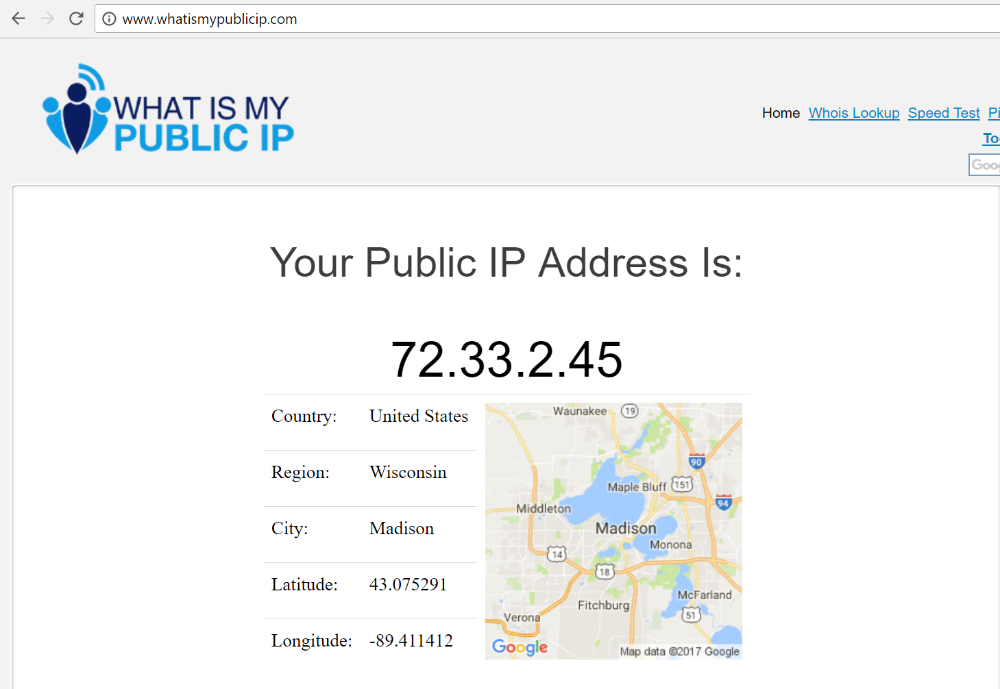 www.whatismypublicip.com
WHAT IS MY
PUBLIC IP
Home Whois Lookup Speed Test Pi
To
Goog
Your Public IP Address Is:
72.33.2.45
Country: United States
Region: Wisconsin
City: Madison
Latitude: 43.075291
Longitude: -89.411412
Waunakee 19
90
Maple Bluff 151
94
Middleton
Madison
Monona
14
18
McFarland
Fitchburg
51
Verona
Google
Map data ©2017 Google